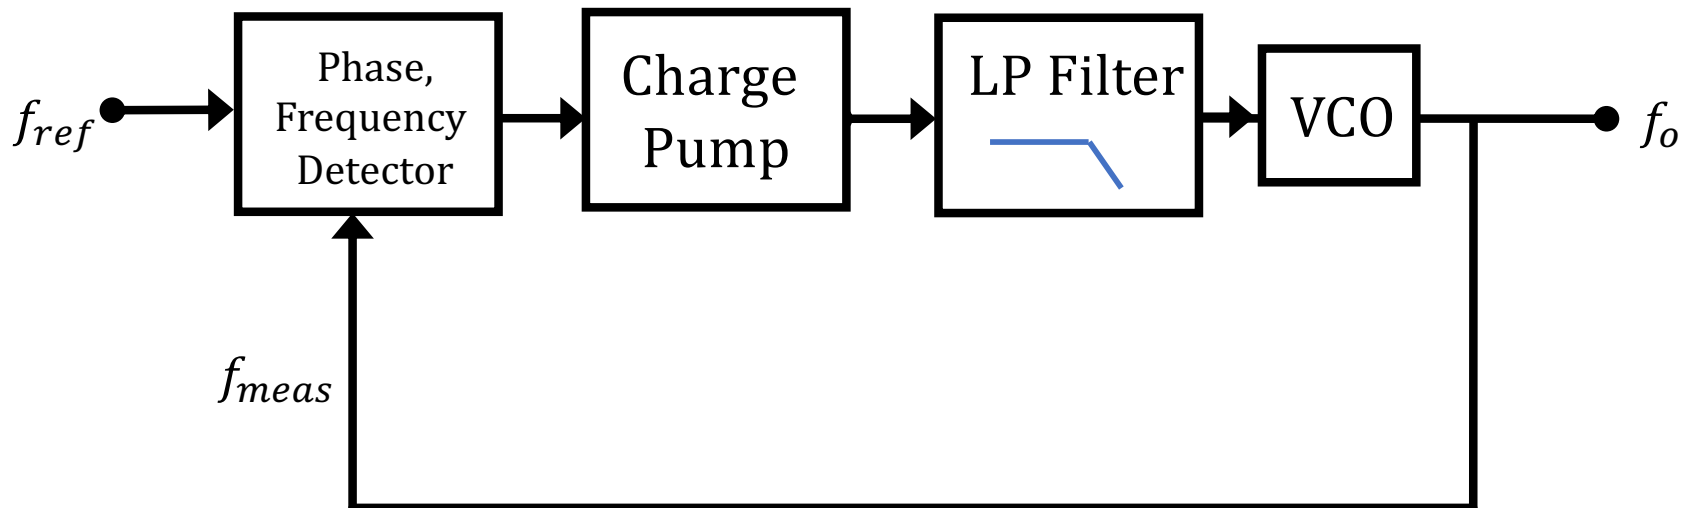 f_ref
Phase,
Frequency
Detector
Charge
Pump
LP Filter
VCO
f_o
f_meas